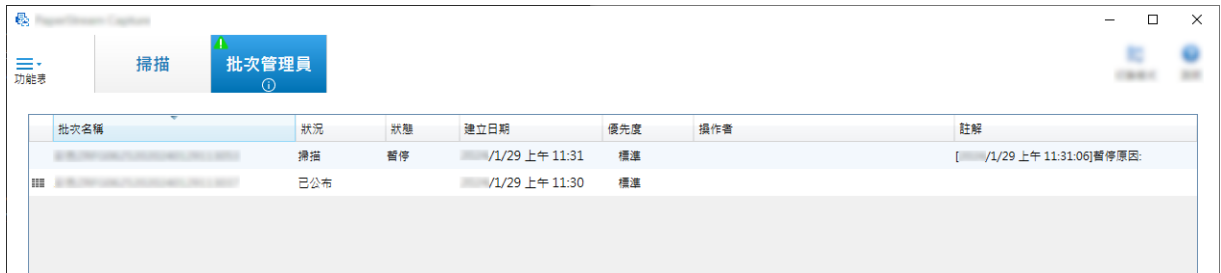 功能表
掃描
批次管理員
批次名稱 狀況 狀態 建立日期 優先度 操作者 註解
掃描 暫停 /1/29 上午 11:31 標準 [ /1/29 上午 11:31:06]暫停原因:
已公布 /1/29 上午 11:30 標準